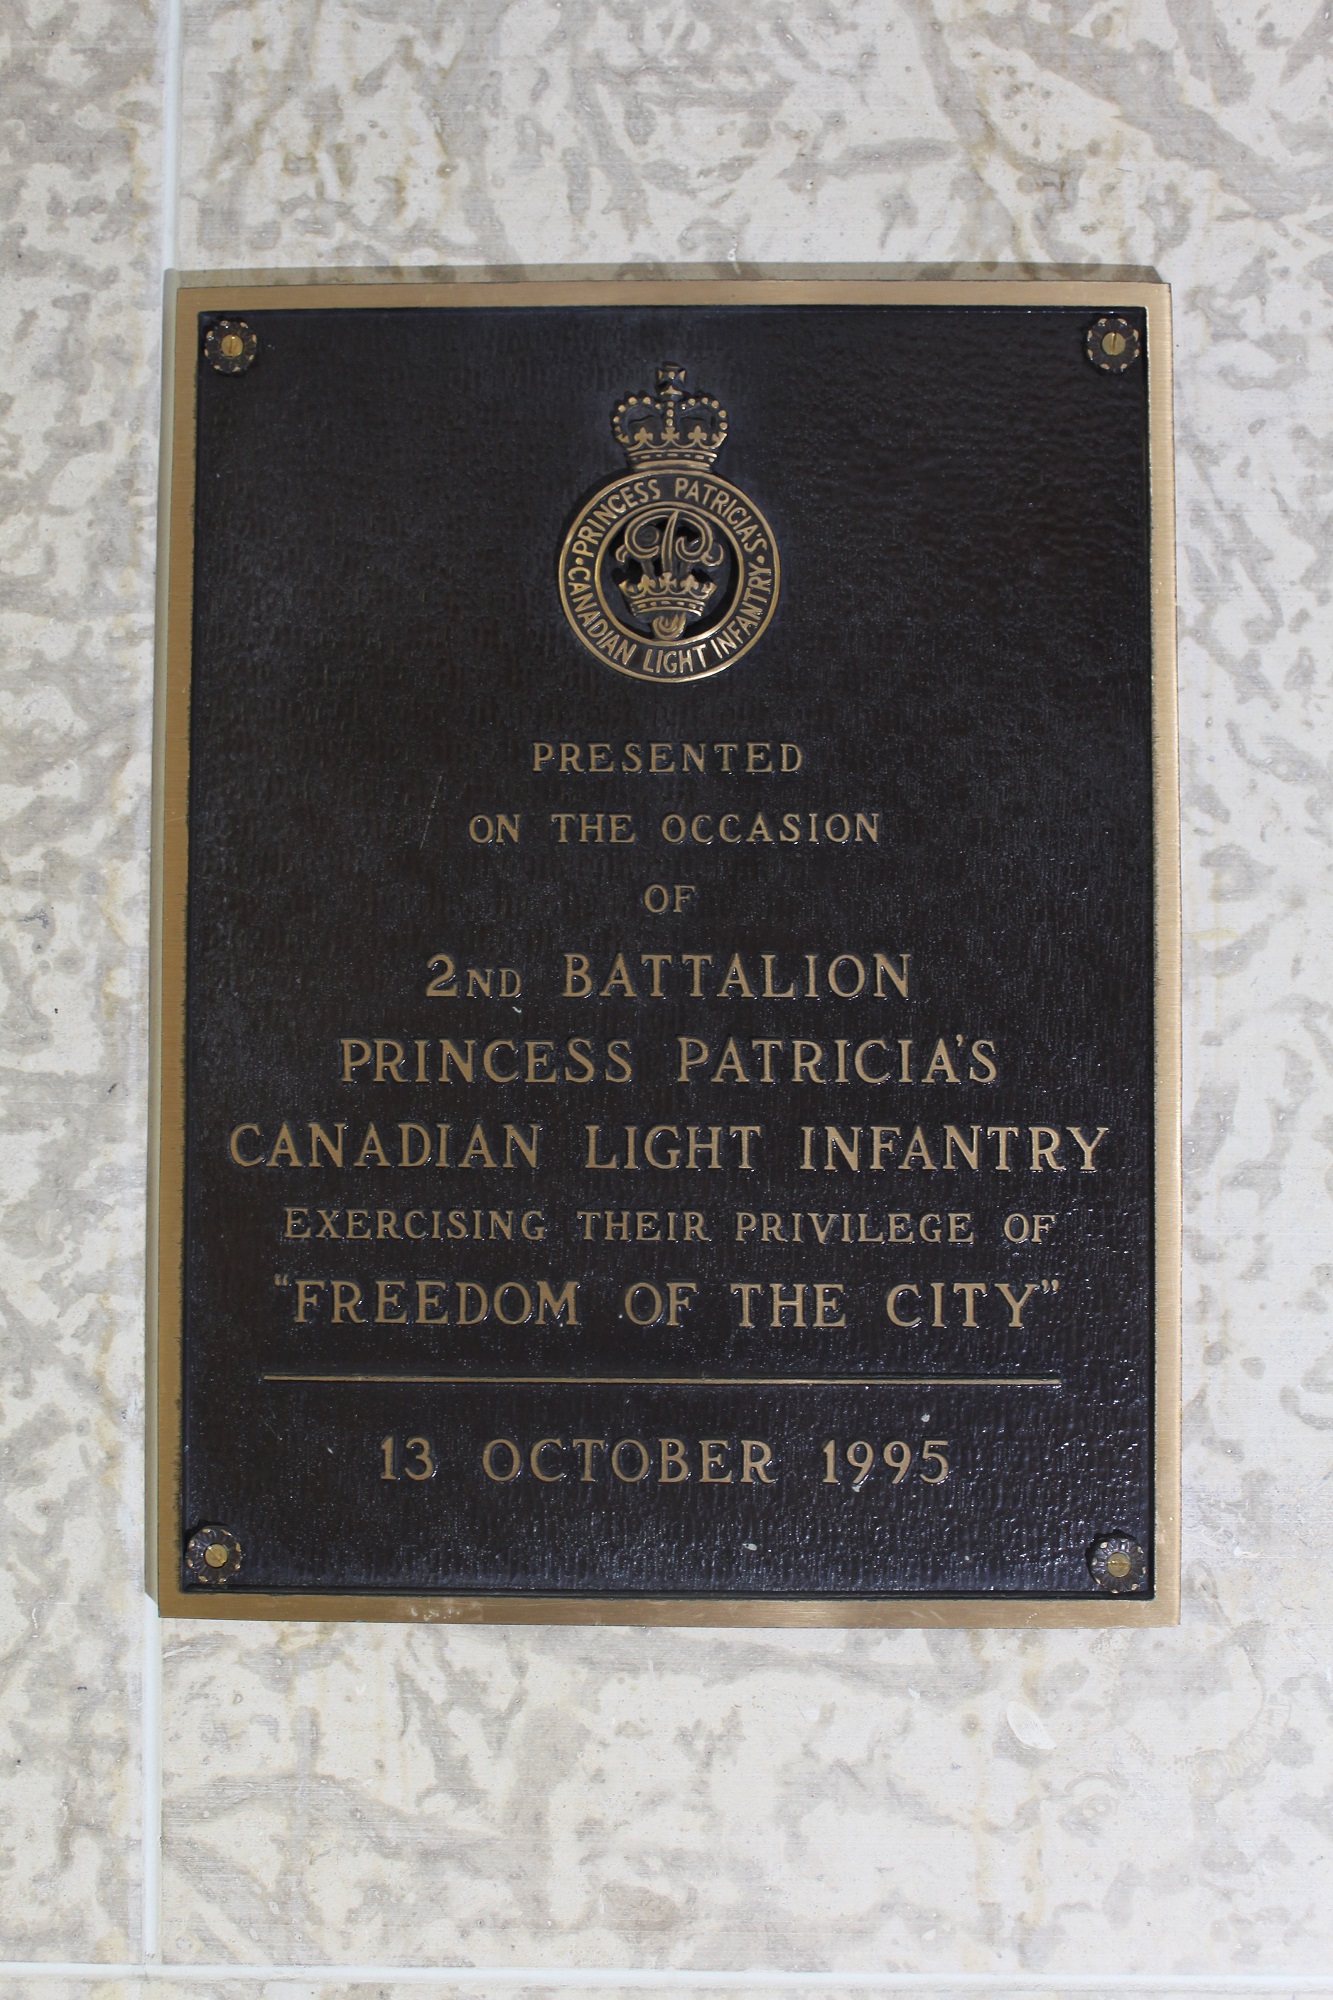 PRINCESS PATRICIA'S
CANADIAN LIGHT INFANTRY
PRESENTED
ON THE OCCASION
OF
2ND BATTALION
PRINCESS PATRICIA'S
CANADIAN LIGHT INFANTRY
EXERCISING THEIR PRIVILEGE OF
"FREEDOM OF THE CITY"
13 OCTOBER 1995